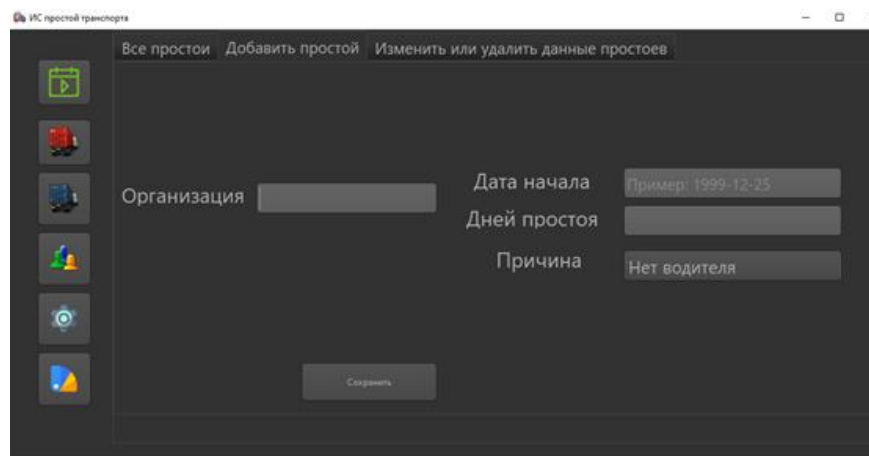 ИС простой транспорта
Все простои Добавить простой Изменить или удалить данные простоев
Организация
Дата начала Пример: 1999-12-25
Дней простоя
Причина Нет водителя
Сохранить